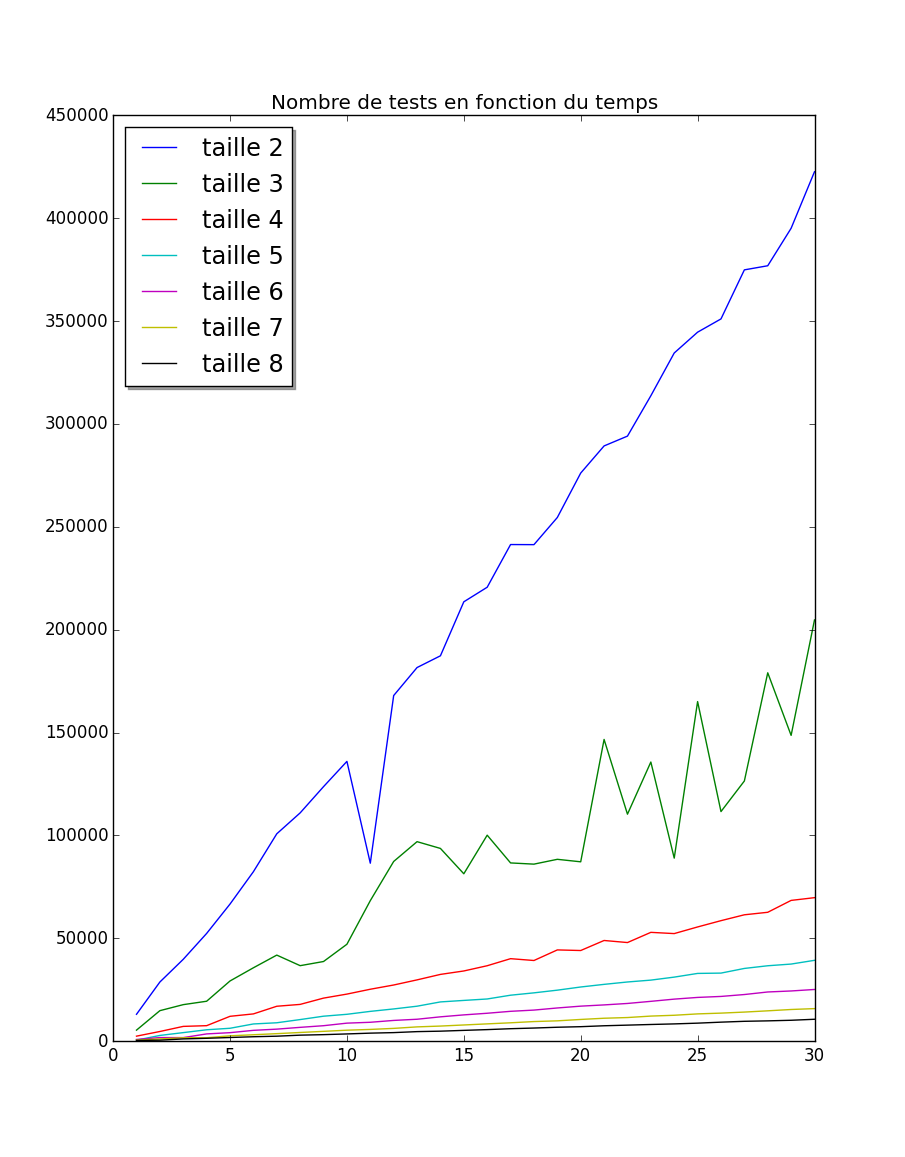 Nombre de tests en fonction du temps
450000
400000
350000
300000
250000
200000
150000
100000
50000
0
taille 2
taille 3
taille 4
taille 5
taille 6
taille 7
taille 8
0 5 10 15 20 25 30